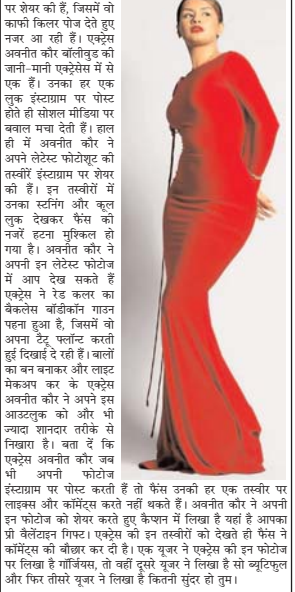 पर शेयर की हैं, जिसमें वो
काफी किलर पोज देते हुए
नजर आ रही हैं। एक्ट्रेस
अवनीत कौर बॉलीवुड की
जानी-मानी एक्ट्रेसेस में से
एक हैं। उनका हर एक
लुक इंस्टाग्राम पर पोस्ट
होते ही सोशल मीडिया पर
बवाल मचा देती हैं। हाल
ही में अवनीत कौर ने
अपने लेटेस्ट फोटोशूट की
तस्वीरें इंस्टाग्राम पर शेयर
की हैं। इन तस्वीरों में
उनका स्टनिंग और कूल
लुक देखकर फैंस की
नजरें हटना मुश्किल हो
गया है। अवनीत कौर ने
अपनी इन लेटेस्ट फोटोज
में आप देख सकते हैं
एक्ट्रेस ने रेड कलर का
बैकलेस बॉडीकॉन गाउन
पहना हुआ है, जिसमें वो
अपना टैटू फ्लॉन्ट करती
हुई दिखाई दे रही हैं। बालों
का बन बनाकर और लाइट
मेकअप कर के एक्ट्रेस
अवनीत कौर ने अपने इस
आउटलुक को और भी
ज्यादा शानदार तरीके से
निखारा है। बता दें कि
एक्ट्रेस अवनीत कौर जब
भी अपनी फोटोज
इंस्टाग्राम पर पोस्ट करती हैं तो फैंस उनकी हर एक तस्वीर पर
लाइक्स और कॉमेंट्स करते नहीं थकते हैं। अवनीत कौर ने अपनी
इन फोटोज को शेयर करते हुए कैप्शन में लिखा है यहां है आपका
प्री वैलेंटाइन गिफ्ट। एक्ट्रेस की इन तस्वीरों को देखते ही फैंस ने
कॉमेंट्स की बौछार कर दी है। एक यूजर ने एक्ट्रेस की इन फोटोज
पर लिखा है गॉर्जियस, तो वहीं दूसरे यूजर ने लिखा है सो ब्यूटिफुल
और फिर तीसरे यूजर ने लिखा है कितनी सुंदर हो तुम।